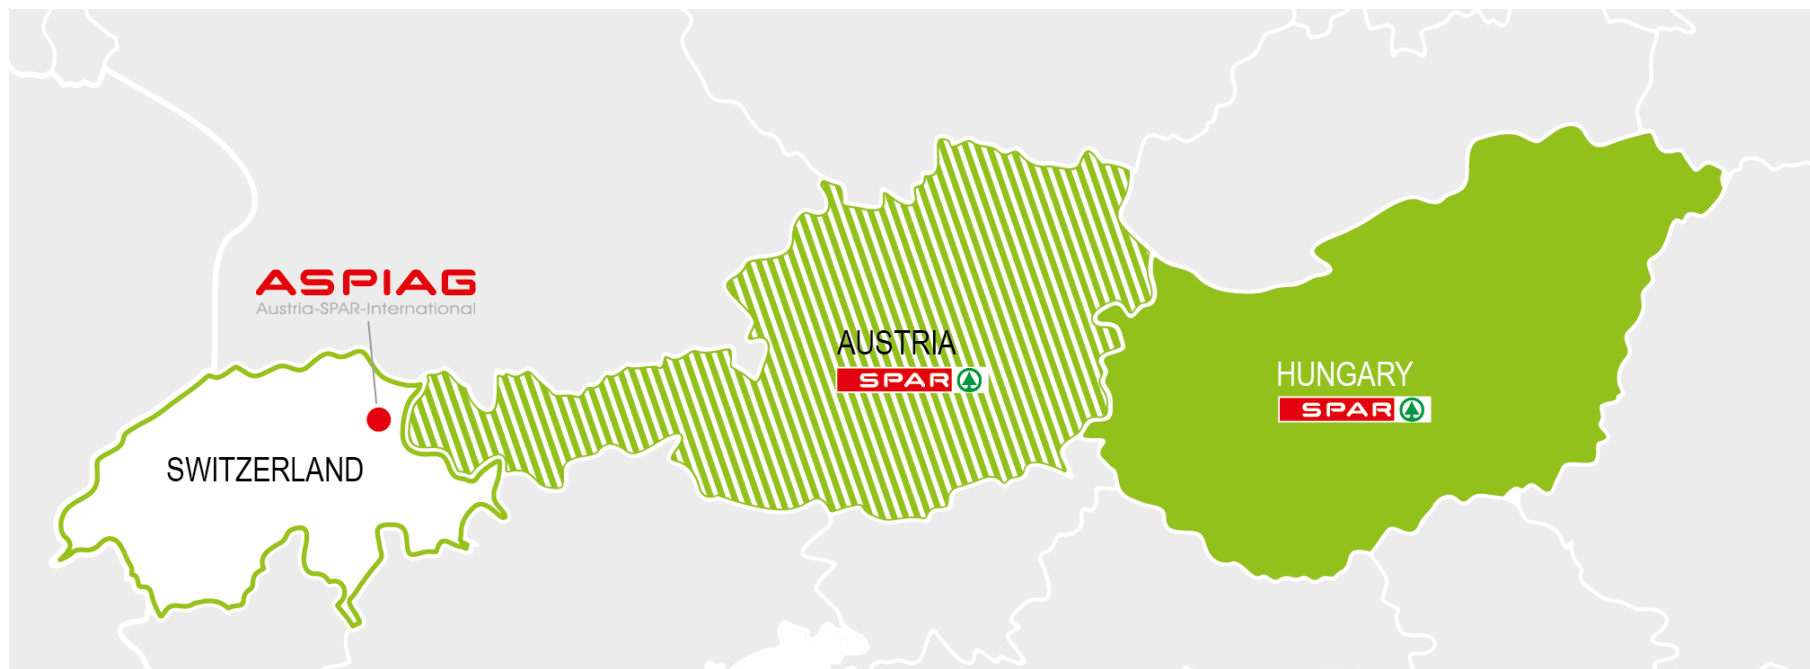 ASPIAG
Austria-SPAR-International
SWITZERLAND
AUSTRIA
SPAR
HUNGARY
SPAR